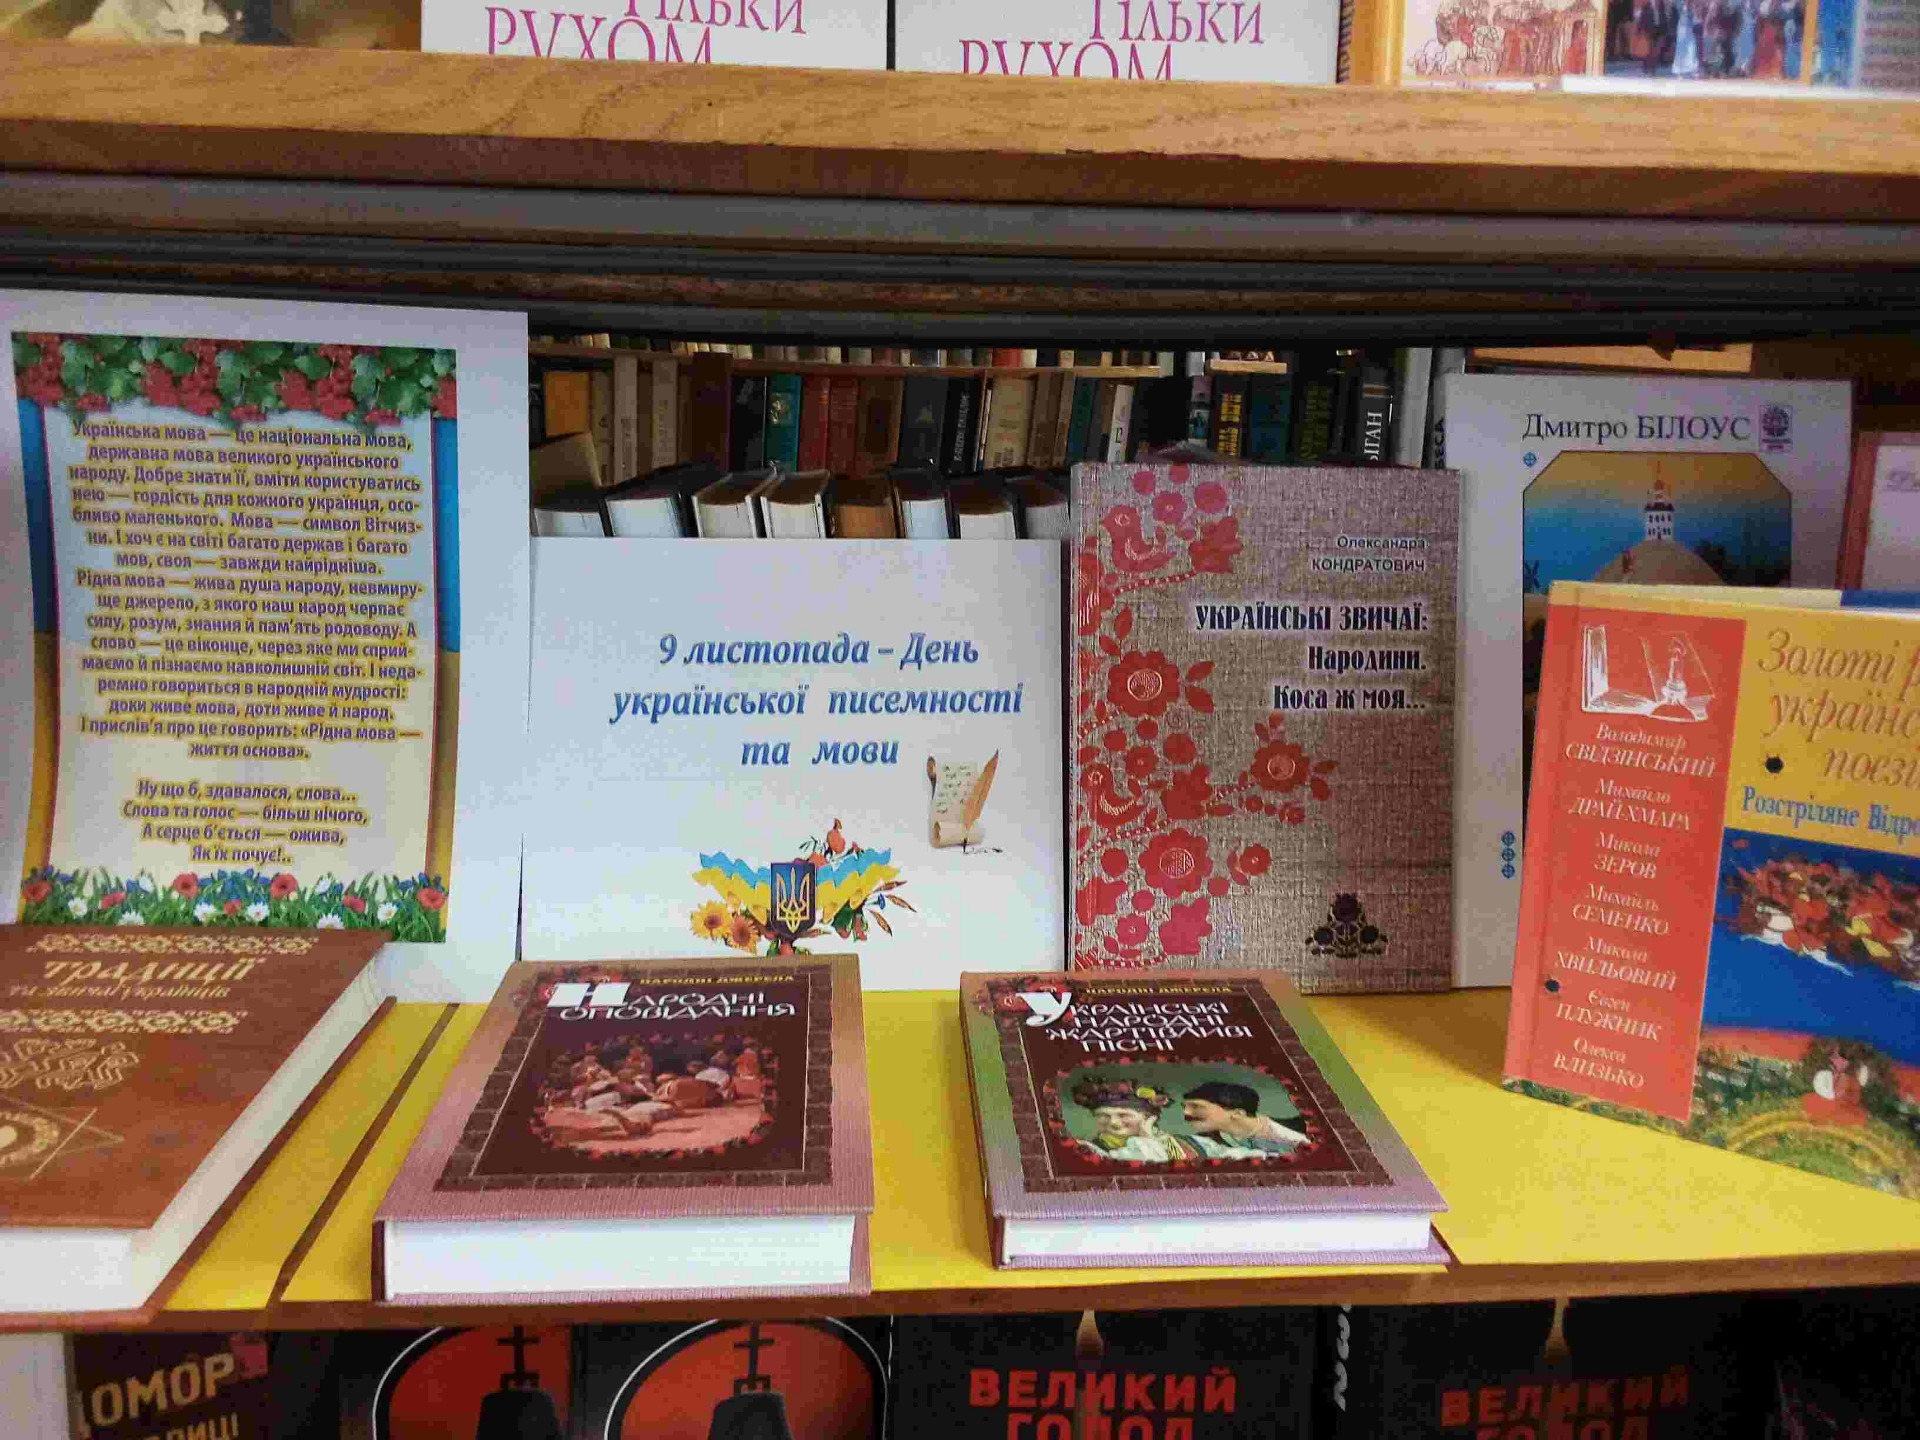 ТІЛЬКИ
РУХОМ
ТІЛЬКИ
РУХОМ
Українська мова — це національна мова,
державна мова великого українського
народу. Добре знати її, вміти користуватись
нею — гордість для кожного українця, осо-
бливо маленького. Мова — символ Вітчиз-
ни. І хоч є на світі багато держав і багато
мов, своя — завжди найрідніша.
Рідна мова — жива душа народу, невмиру-
ще джерело, з якого наш народ черпає
силу, розум, знання й пам'ять родоводу. А
слово — це віконце, через яке ми сприй-
маємо й пізнаємо навколишній світ. І неда-
ремно говориться в народній мудрості:
доки живе мова, доти живе й народ.
І прислів'я про це говорить: «Рідна мова —
життя основа».
Ну що б, здавалося, слова...
Слова та голос — більш нічого,
А серце б'ється — ожива,
Як їх почує!..
9 листопада – День
української писемності
та мови
Олександра
КОНДРАТОВИЧ
УКРАЇНСЬКІ ЗВИЧАЇ:
Народини.
Коса ж моя...
Дмитро БІЛОУС
Золоті
українс
поезі
Розстріляне Відро
Володимир
СВІДЗІНСЬКИЙ
Михайло
ДРАЙ-ХМАРА
Микола
ЗЕРОВ
Михайль
СЕМЕНКО
Микола
ХВИЛЬОВИЙ
Євген
ПЛУЖНИК
Олекса
ВЛИЗЬКО
традиції
та звичаї українців
НАРОДНІ ДЖЕРЕЛА
НАРОДНІ
ОПОВІДАННЯ
НАРОДНІ ДЖЕРЕЛА
УКРАЇНСЬКІ
НАРОДНІ
ЖАРТІВЛИВІ
ПІСНІ
ОМОР
ВЕЛИКИЙ
ГОЛОД
ВЕЛИКИЙ
ГОЛОД